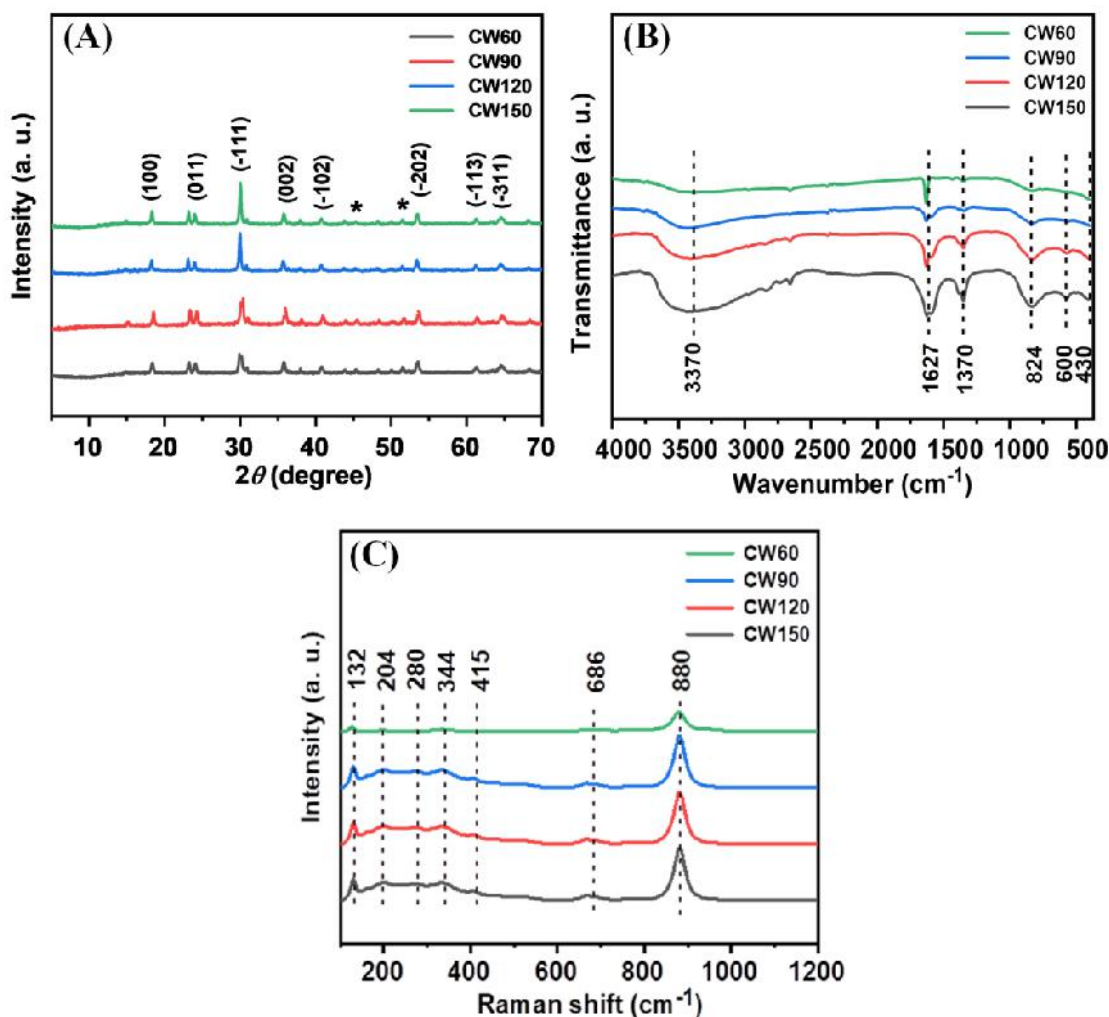 (A)
CW60
CW90
CW120
CW150
(100)
(011)
(-111)
(002)
(-102)
*
*
(-202)
(-113)
(-311)
Intensity (a. u.)
10 20 30 40 50 60 70
2θ (degree)
(B)
CW60
CW90
CW120
CW150
Transmittance (a. u.)
3370
1627
1370
824
600
430
4000 3500 3000 2500 2000 1500 1000 500
Wavenumber (cm-1)
(C)
CW60
CW90
CW120
CW150
132
204
280
344
415
686
880
Intensity (a. u.)
200 400 600 800 1000 1200
Raman shift (cm-1)